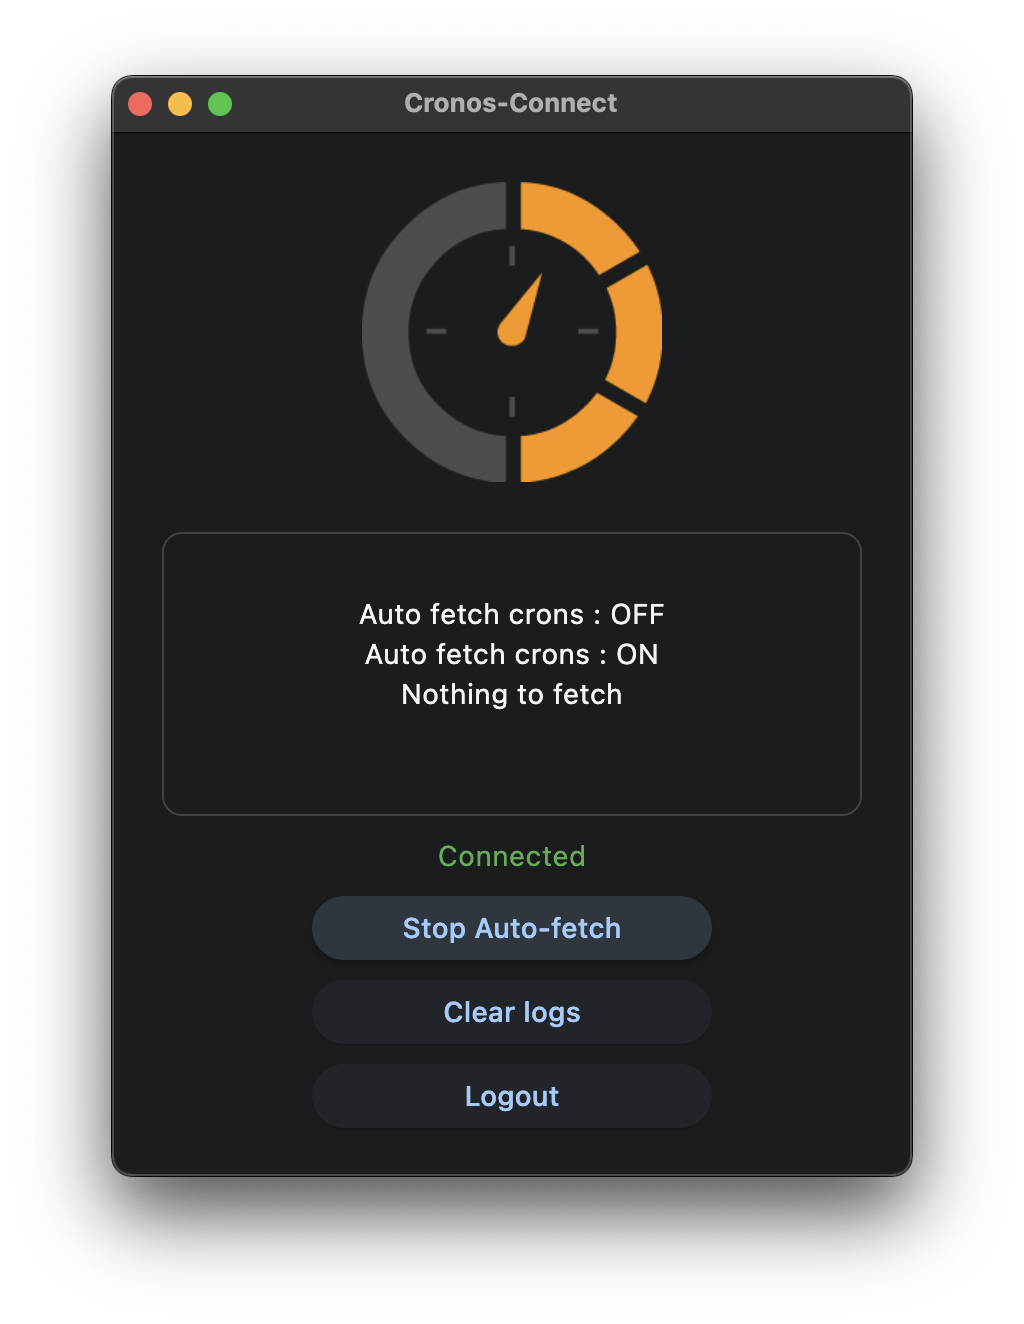 Cronos-Connect
Auto fetch crons : OFF
Auto fetch crons : ON
Nothing to fetch
Connected
Stop Auto-fetch
Clear logs
Logout